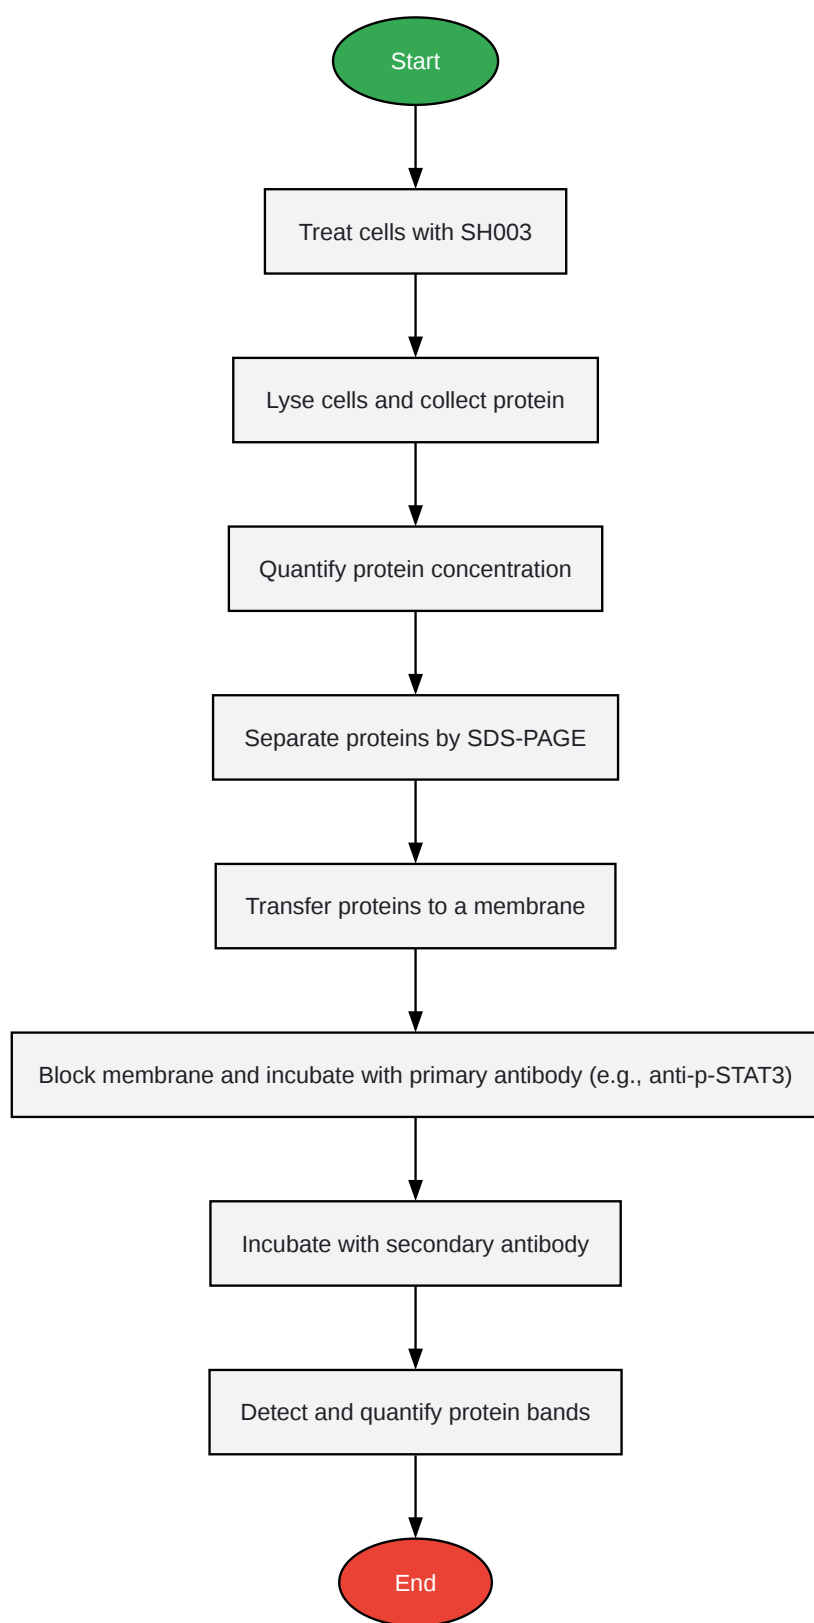 Start
Treat cells with SH003
Lyse cells and collect protein
Quantify protein concentration
Separate proteins by SDS-PAGE
Transfer proteins to a membrane
Block membrane and incubate with primary antibody (e.g., anti-p-STAT3)
Incubate with secondary antibody
Detect and quantify protein bands
End